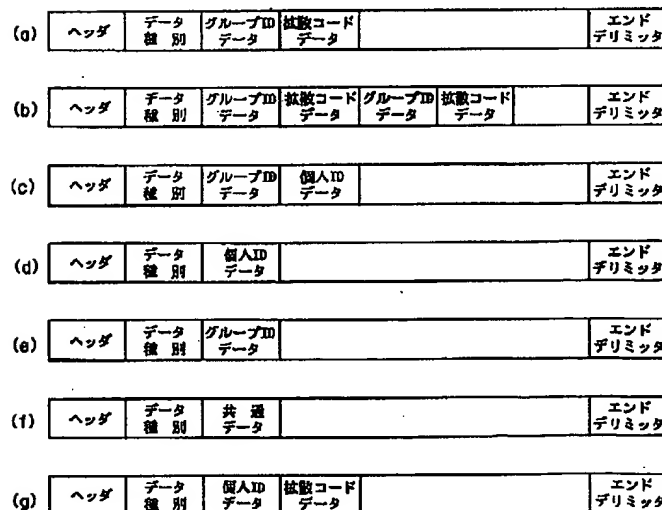 (a) ヘッダ データ種別 グループIDデータ 拡散コードデータ エンドデリミッタ
(b) ヘッダ データ種別 グループIDデータ 拡散コードデータ グループIDデータ 拡散コードデータ エンドデリミッタ
(c) ヘッダ データ種別 グループIDデータ 個人IDデータ エンドデリミッタ
(d) ヘッダ データ種別 個人IDデータ エンドデリミッタ
(e) ヘッダ データ種別 グループIDデータ エンドデリミッタ
(f) ヘッダ データ種別 共通データ エンドデリミッタ
(g) ヘッダ データ種別 個人IDデータ 拡散コードデータ エンドデリミッタ